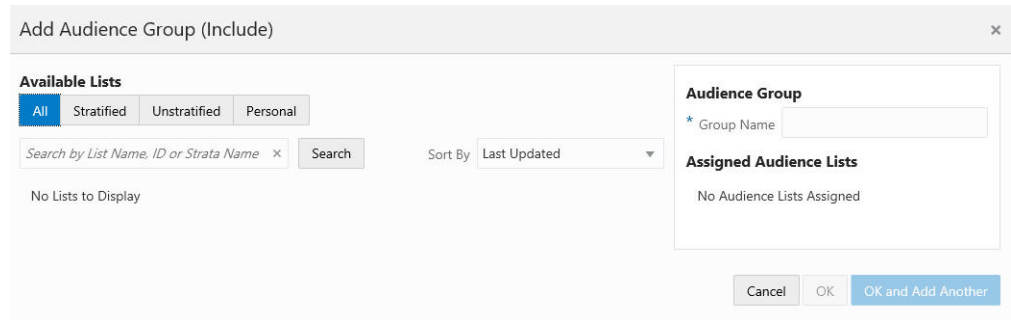 Add Audience Group (Include) ×
Available Lists
All Stratified Unstratified Personal
Search by List Name, ID or Strata Name × Search Sort By Last Updated
No Lists to Display
Audience Group
* Group Name
Assigned Audience Lists
No Audience Lists Assigned
Cancel OK OK and Add Another